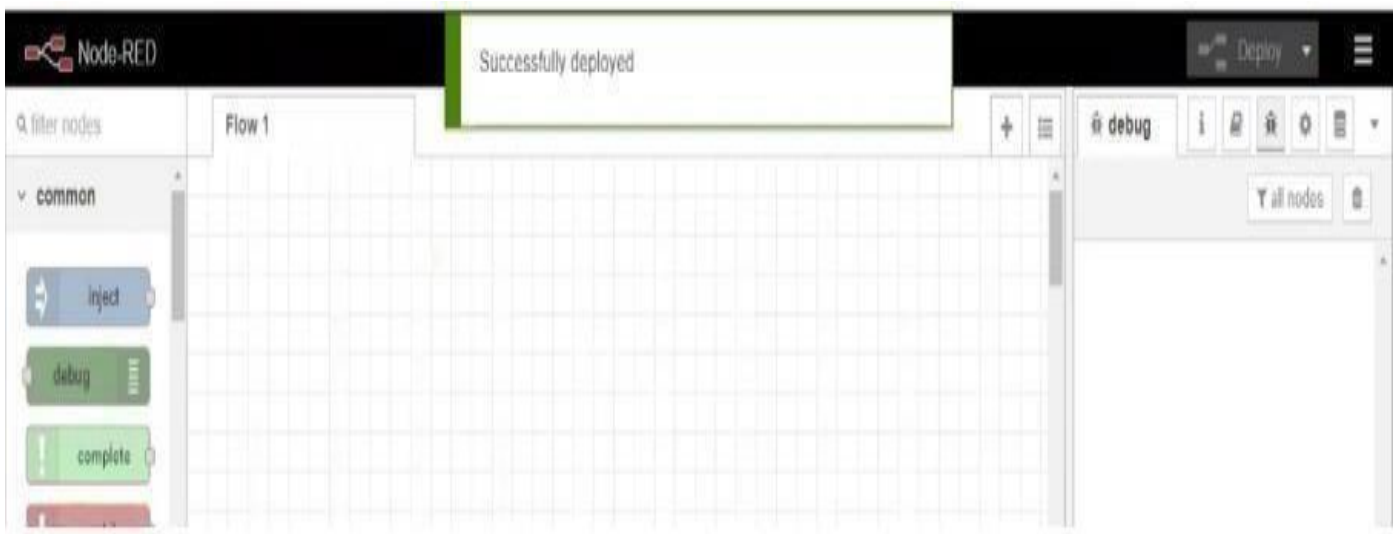 Node-RED
Successfully deployed
Deploy
filter nodes
Flow 1
debug
i
all nodes
common
inject
debug
complete